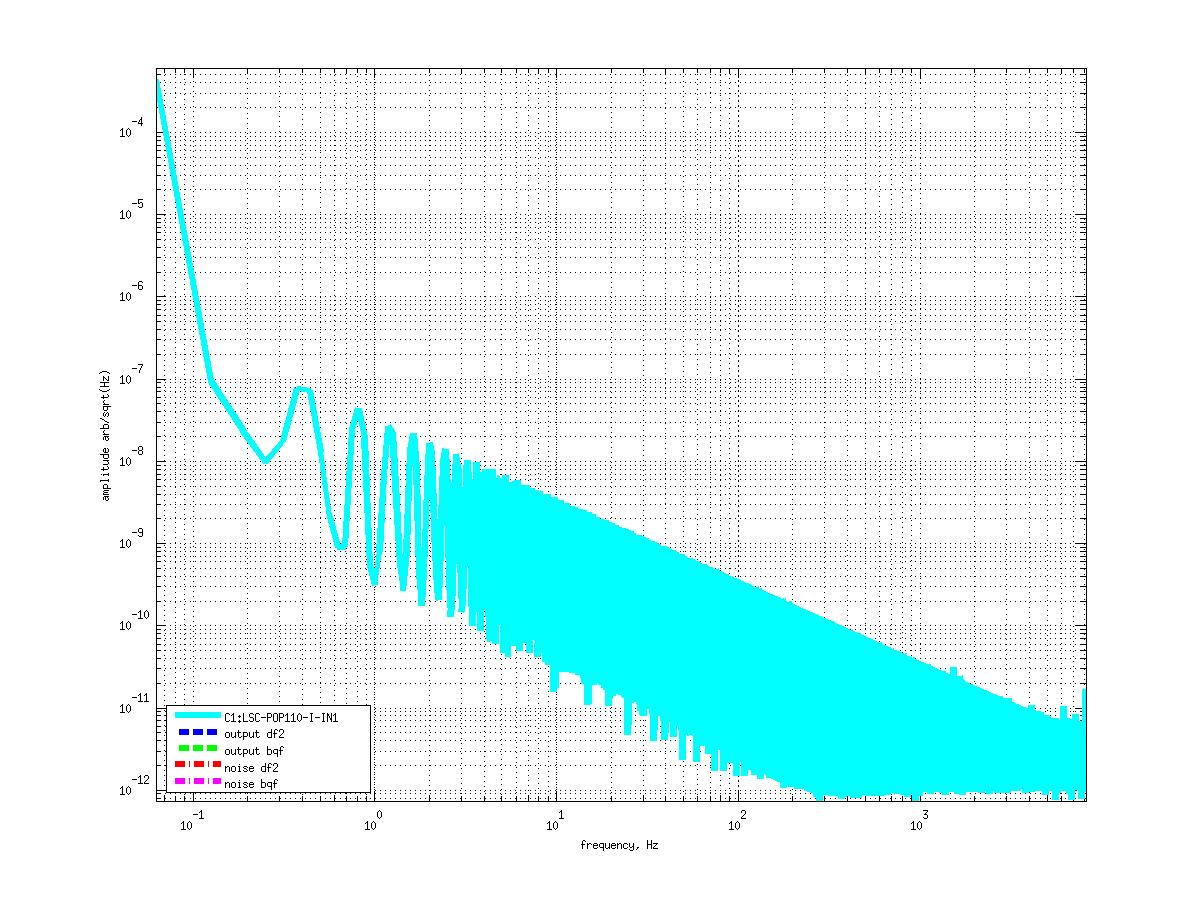 10^-4
10^-5
10^-6
10^-7
10^-8
10^-9
10^-10
10^-11
10^-12
amplitude arb/sqrt(Hz)
C1:LSC-POP110-I-IN1
output df2
output bqf
noise df2
noise bqf
10^-1
10^0
10^1
10^2
10^3
frequency, Hz